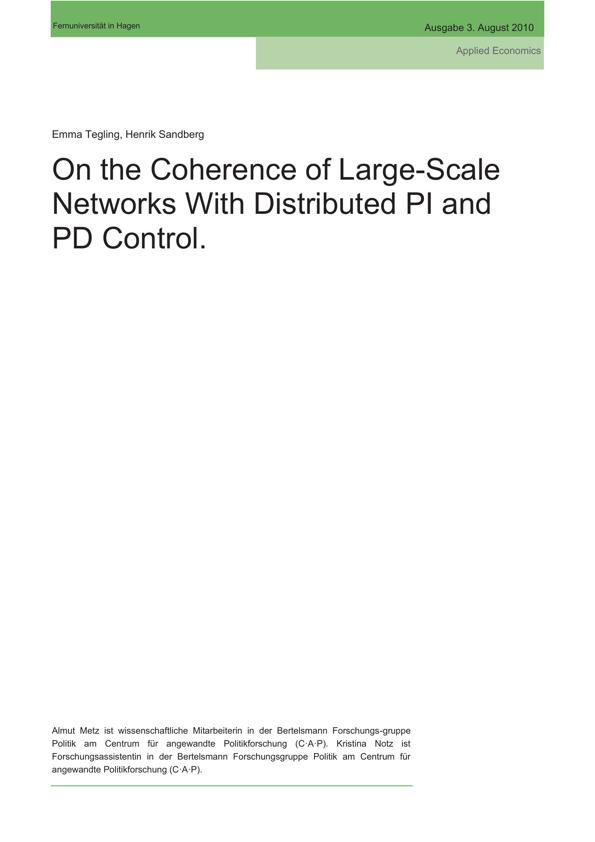 Fernuniversität in Hagen
Ausgabe 3. August 2010
Applied Economics
Emma Tegling, Henrik Sandberg
On the Coherence of Large-Scale
Networks With Distributed PI and
PD Control.
Almut Metz ist wissenschaftliche Mitarbeiterin in der Bertelsmann Forschungs-gruppe
Politik am Centrum für angewandte Politikforschung (C·A·P). Kristina Notz ist
Forschungsassistentin in der Bertelsmann Forschungsgruppe Politik am Centrum für
angewandte Politikforschung (C·A·P).